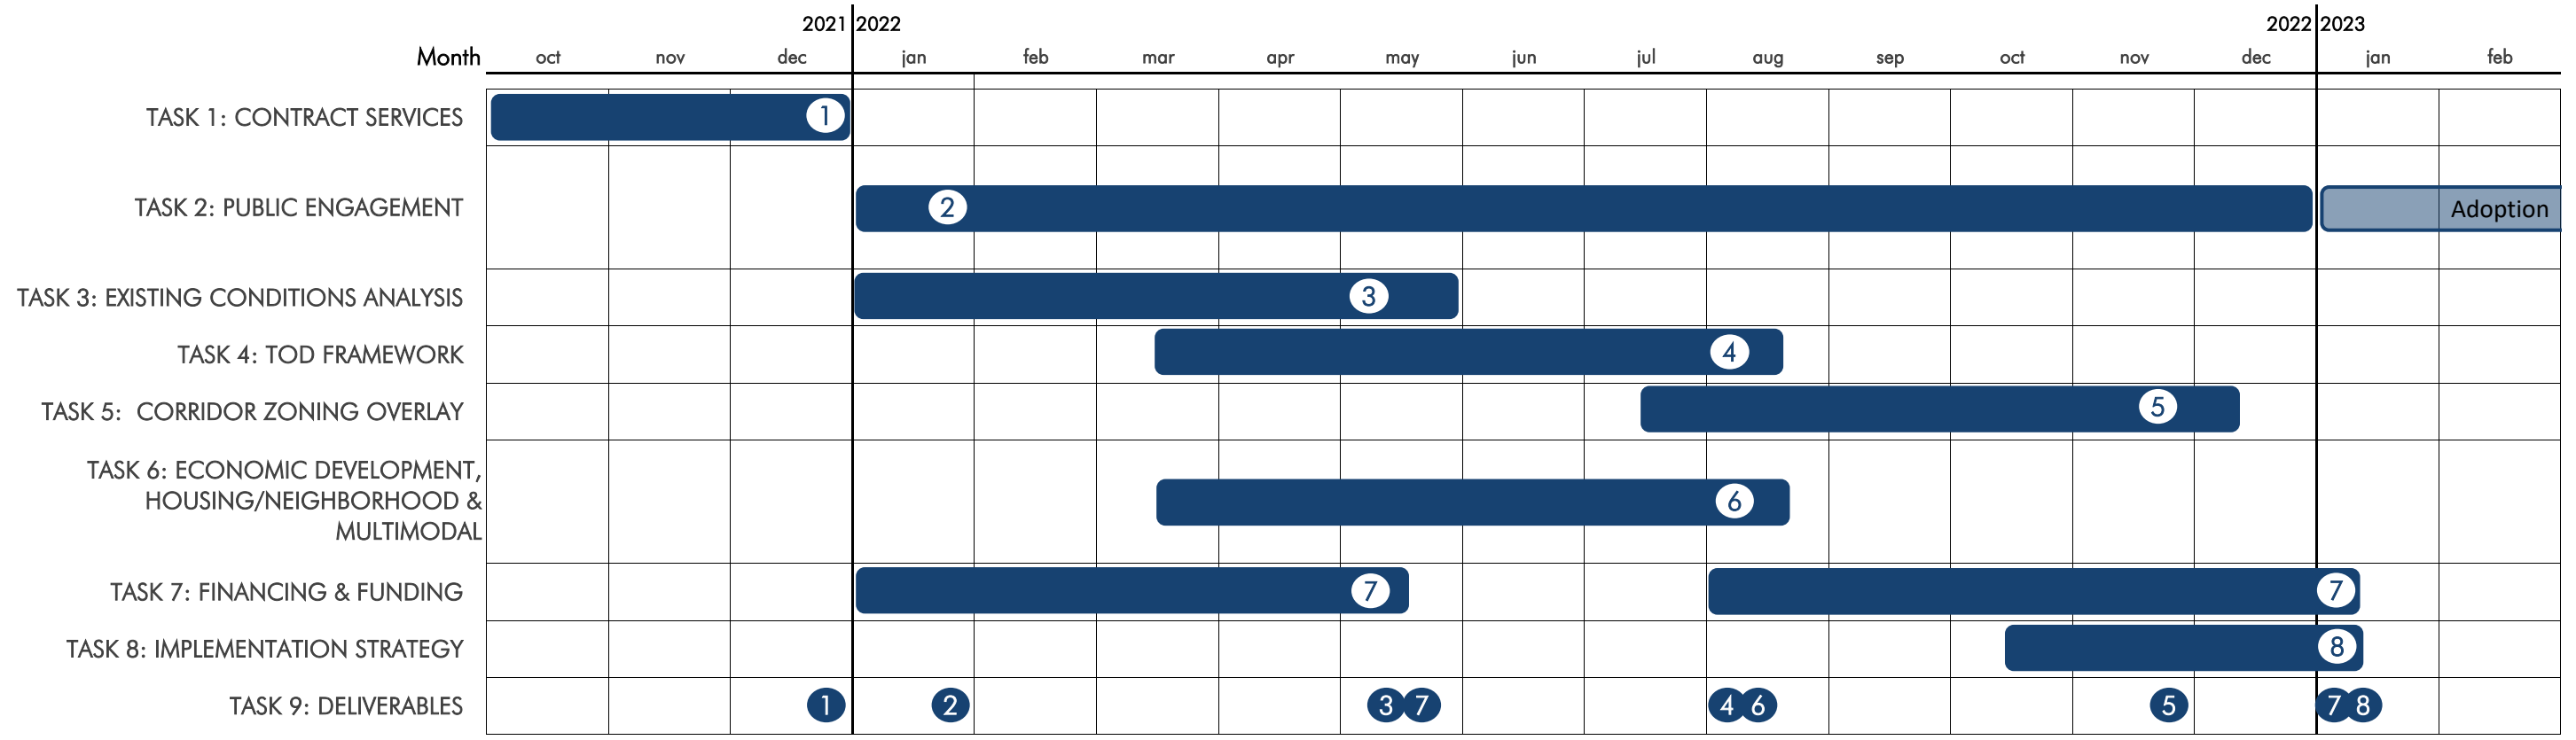 2021 2022 2022 2023
Month oct nov dec jan feb mar apr may jun jul aug sep oct nov dec jan feb
TASK 1: CONTRACT SERVICES 1
TASK 2: PUBLIC ENGAGEMENT 2 Adoption
TASK 3: EXISTING CONDITIONS ANALYSIS 3
TASK 4: TOD FRAMEWORK 4
TASK 5: CORRIDOR ZONING OVERLAY 5
TASK 6: ECONOMIC DEVELOPMENT,
HOUSING/NEIGHBORHOOD & 6
MULTIMODAL
TASK 7: FINANCING & FUNDING 7 7
TASK 8: IMPLEMENTATION STRATEGY 8
TASK 9: DELIVERABLES 1 2 3 7 4 6 5 7 8